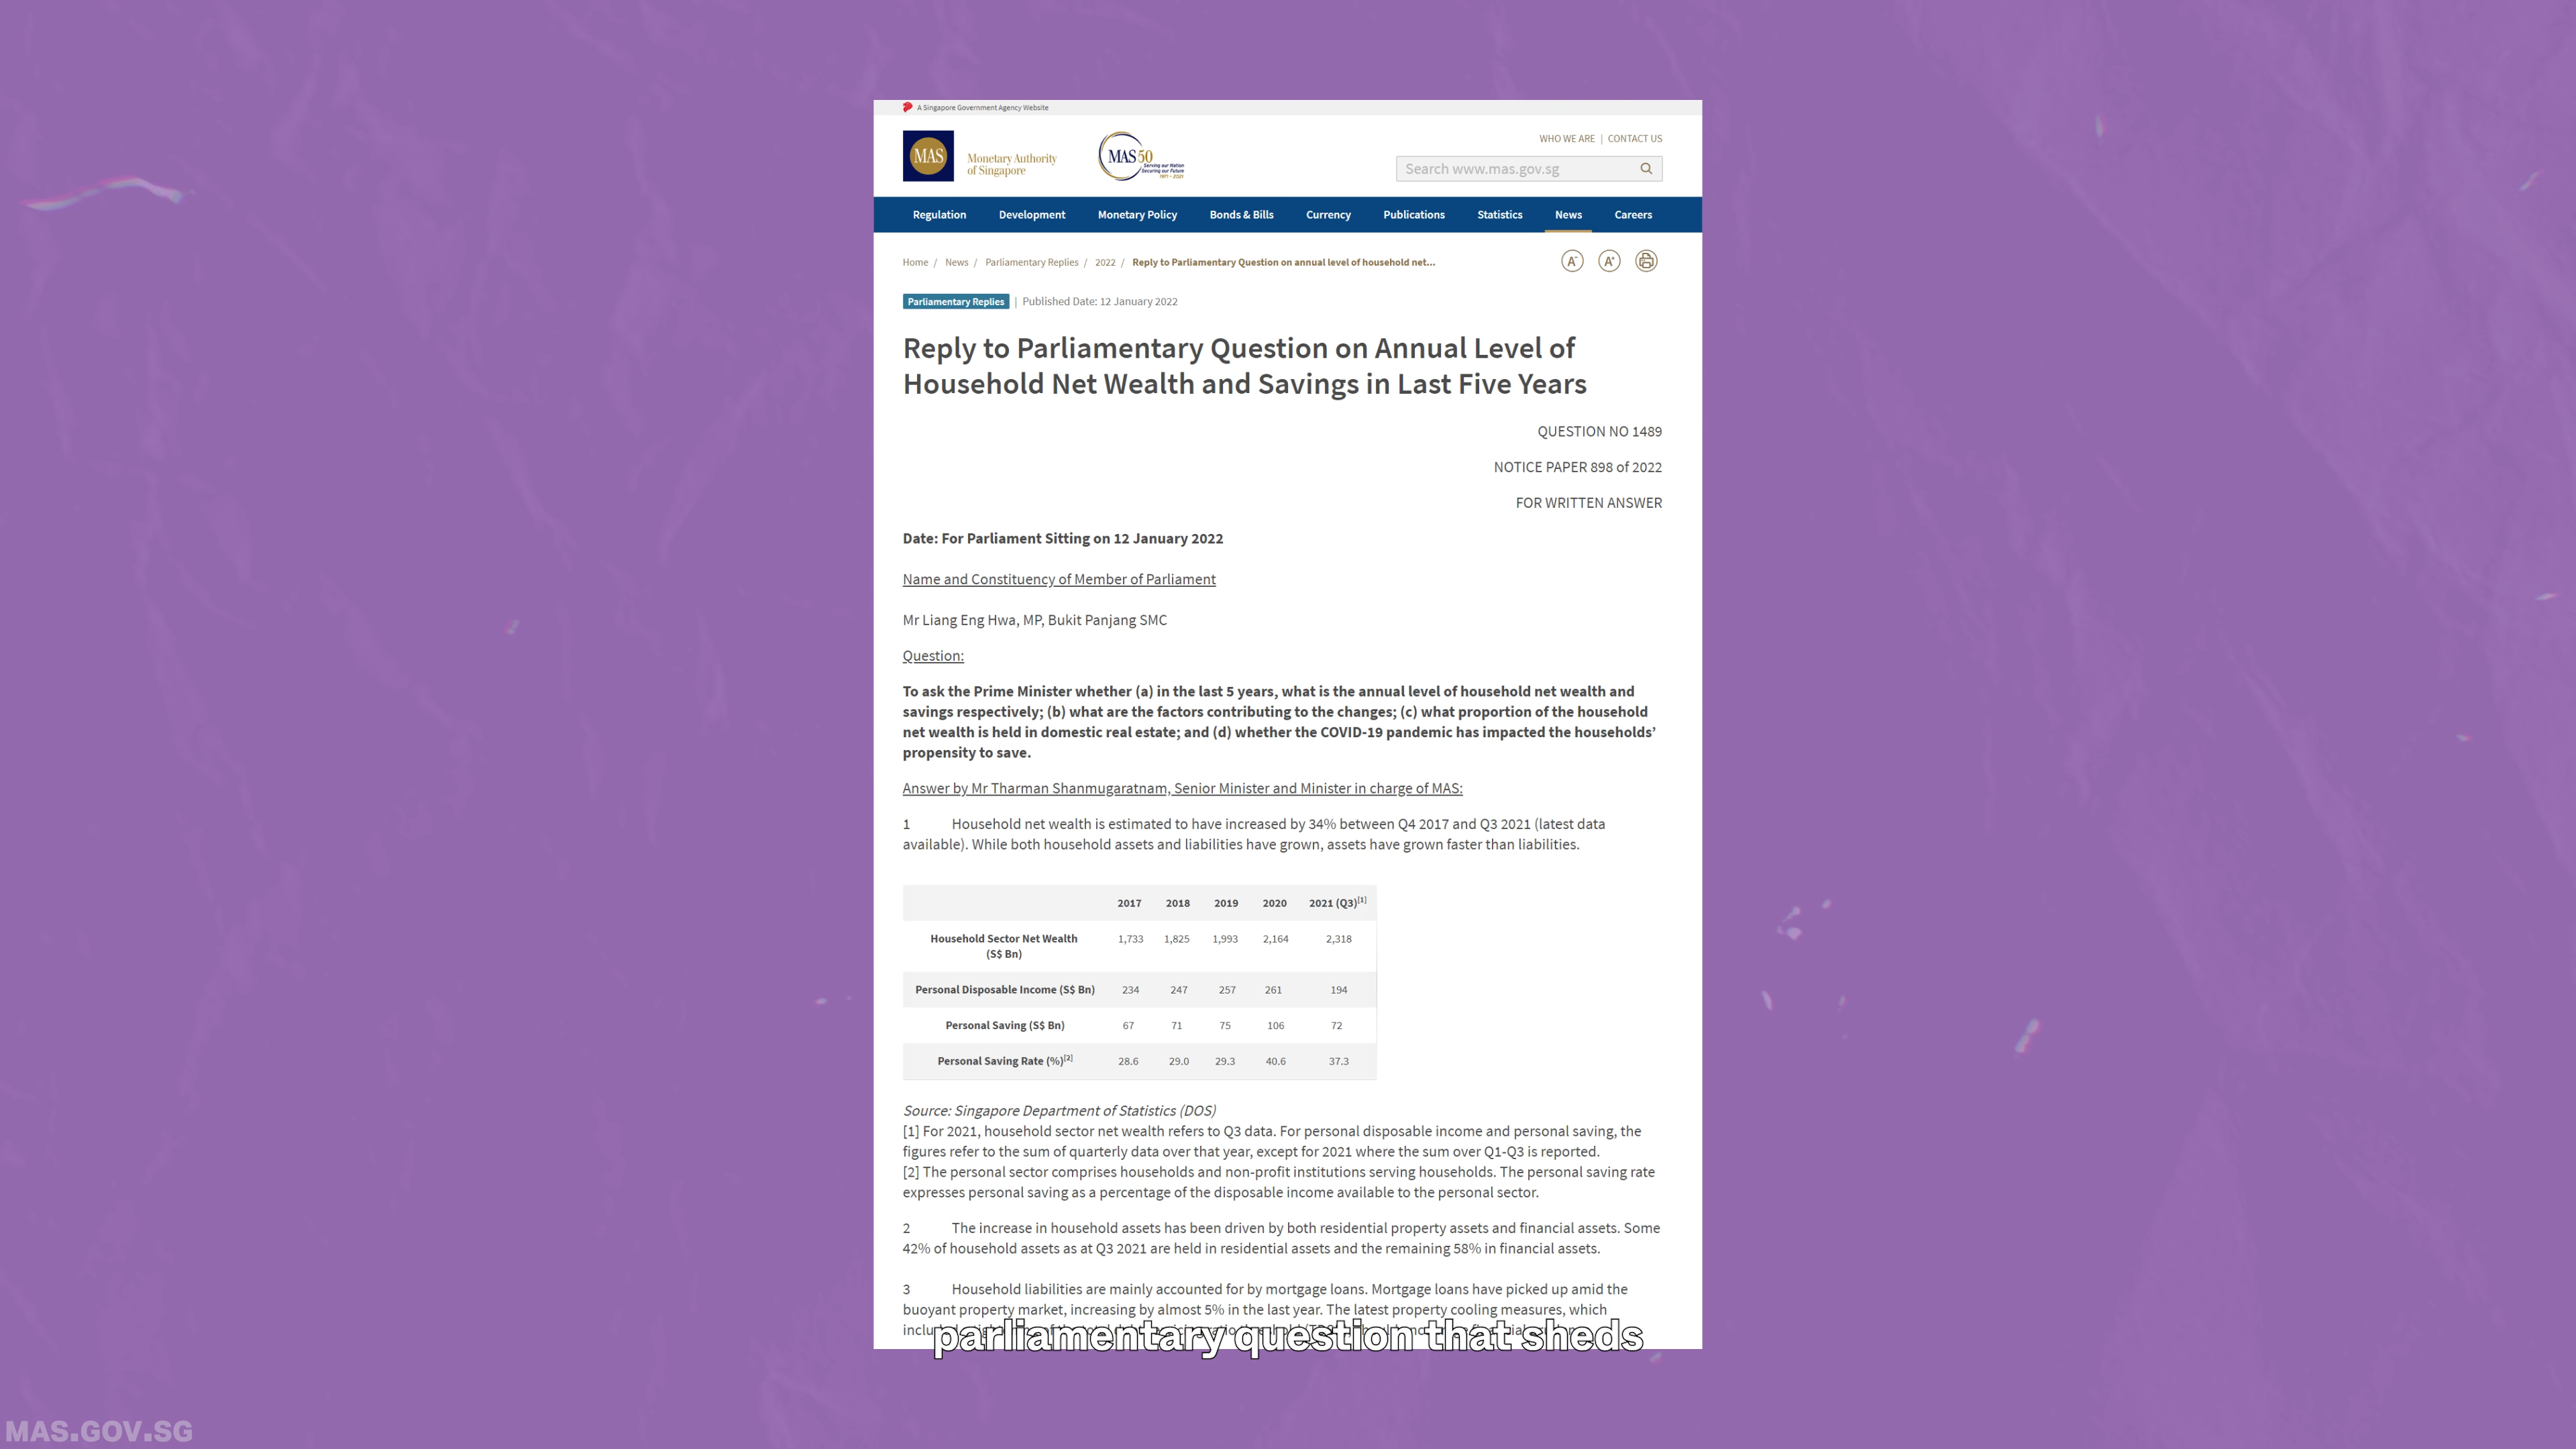 A Singapore Government Agency Website
MAS
Monetary Authority
of Singapore
MAS 50
Serving our Nation
Securing our Future
1971 - 2021
WHO WE ARE | CONTACT US
Search www.mas.gov.sg
Regulation Development Monetary Policy Bonds & Bills Currency Publications Statistics News Careers
Home / News / Parliamentary Replies / 2022 / Reply to Parliamentary Question on annual level of household net...
A- A+
Parliamentary Replies | Published Date: 12 January 2022
Reply to Parliamentary Question on Annual Level of
Household Net Wealth and Savings in Last Five Years
QUESTION NO 1489
NOTICE PAPER 898 of 2022
FOR WRITTEN ANSWER
Date: For Parliament Sitting on 12 January 2022
Name and Constituency of Member of Parliament
Mr Liang Eng Hwa, MP, Bukit Panjang SMC
Question:
To ask the Prime Minister whether (a) in the last 5 years, what is the annual level of household net wealth and
savings respectively; (b) what are the factors contributing to the changes; (c) what proportion of the household
net wealth is held in domestic real estate; and (d) whether the COVID-19 pandemic has impacted the households’
propensity to save.
Answer by Mr Tharman Shanmugaratnam, Senior Minister and Minister in charge of MAS:
1 Household net wealth is estimated to have increased by 34% between Q4 2017 and Q3 2021 (latest data
available). While both household assets and liabilities have grown, assets have grown faster than liabilities.
2017 2018 2019 2020 2021 (Q3)[1]
Household Sector Net Wealth
(S$ Bn) 1,733 1,825 1,993 2,164 2,318
Personal Disposable Income (S$ Bn) 234 247 257 261 194
Personal Saving (S$ Bn) 67 71 75 106 72
Personal Saving Rate (%)[2] 28.6 29.0 29.3 40.6 37.3
Source: Singapore Department of Statistics (DOS)
[1] For 2021, household sector net wealth refers to Q3 data. For personal disposable income and personal saving, the
figures refer to the sum of quarterly data over that year, except for 2021 where the sum over Q1-Q3 is reported.
[2] The personal sector comprises households and non-profit institutions serving households. The personal saving rate
expresses personal saving as a percentage of the disposable income available to the personal sector.
2 The increase in household assets has been driven by both residential property assets and financial assets. Some
42% of household assets as at Q3 2021 are held in residential assets and the remaining 58% in financial assets.
3 Household liabilities are mainly accounted for by mortgage loans. Mortgage loans have picked up amid the
buoyant property market, increasing by almost 5% in the last year. The latest property cooling measures, which
parliamentary question that sheds
MAS.GOV.SG